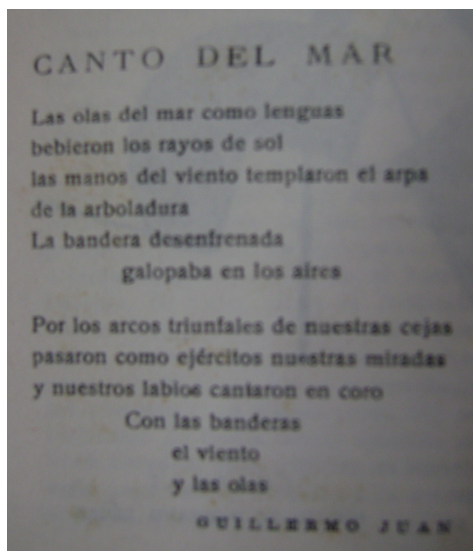 CANTO DEL MAR
Las olas del mar como lenguas
bebieron los rayos de sol
las manos del viento templaron el arpa
de la arboladura
La bandera desenfrenada
galopaba en los aires
Por los arcos triunfales de nuestras cejas
pasaron como ejércitos nuestras miradas
y nuestros labios cantaron en coro
Con las banderas
el viento
y las olas
GUILLERMO JUAN